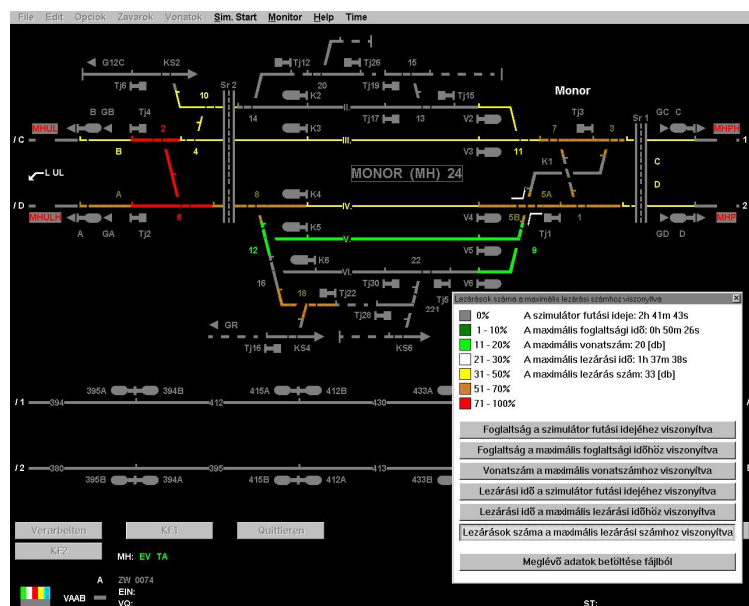 File Edit Opciók Zavarok Vonatok Sim. Start Monitor Help Time
G12C KS2 Tj12 Tj26 15
Tj6 Sr 2 20 Tj19 Monor
10 K2 II. Tj15
B GB Tj4 14 Tj17 13 V2 Tj3 Sr 1 GC C
MHUL 2 K3 7 3 MHPH
/ C B 4 III. V3 11 C 1
L UL MONOR (MH) 24 K1 D
A 8 K4 5A
/ D IV. 2
MHULH 6 V4 5B 1 MHP
A GA Tj2 K5 Tj1 GD D
12 V. V5 9
K6 22
16 VI. Tj30 V6
18 Tj22 Tj5
GR Tj28 221
Tj16 KS4 KS6
395A 394B 415A 412B 433A
/ 1 394 412 430
/ 2 380 395 413
395B 394A 415B 412A 433B
Verarbeiten KF1 Quittieren
KF2 MH: EV TA
A ZW 0074
EIN:
VAAB VQ: ST:
Lezárások száma a maximális lezárási számhoz viszonyítva
0% A szimulátor futási ideje: 2h 41m 43s
1 - 10% A maximális foglaltsági idő: 0h 50m 26s
11 - 20% A maximális vonatszám: 20 [db]
21 - 30% A maximális lezárási idő: 1h 37m 38s
31 - 50% A maximális lezárás szám: 33 [db]
51 - 70%
71 - 100%
Foglaltság a szimulátor futási idejéhez viszonyítva
Foglaltság a maximális foglaltsági időhöz viszonyítva
Vonatszám a maximális vonatszámhoz viszonyítva
Lezárási idő a szimulátor futási idejéhez viszonyítva
Lezárási idő a maximális lezárási időhöz viszonyítva
Lezárások száma a maximális lezárási számhoz viszonyítva
Meglévő adatok betöltése fájlból